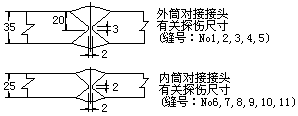 35
20
3
2
外筒对接接头
有关探伤尺寸
(缝号：No1,2,3,4,5)
25
2
2
内筒对接接头
有关探伤尺寸
(缝号：No6,7,8,9,10,11)